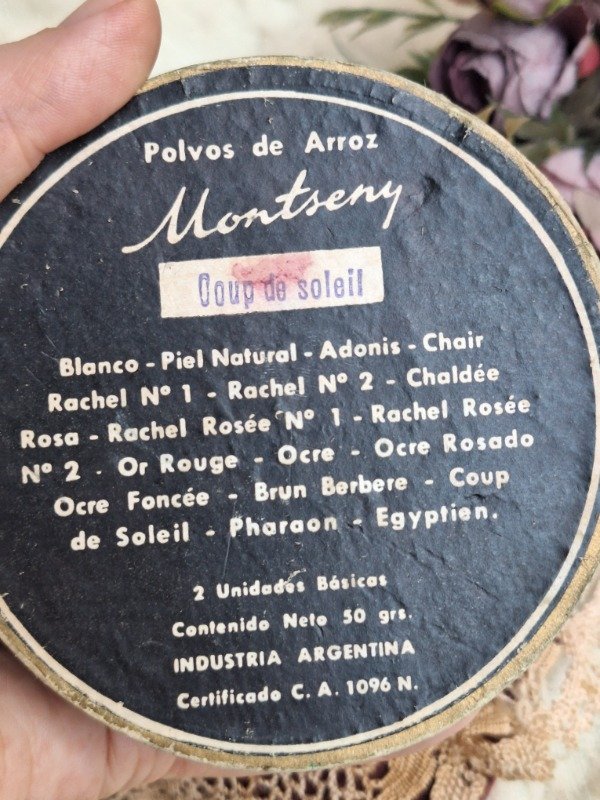 Polvos de Arroz
Montseny
Coup de soleil
Blanco - Piel Natural - Adonis - Chair
Rachel Nº 1 - Rachel Nº 2 - Chaldée
Rosa - Rachel Rosée Nº 1 - Rachel Rosée
Nº 2 - Or Rouge - Ocre - Ocre Rosado
Ocre Foncée - Brun Berbere - Coup
de Soleil - Pharaon - Egyptien.
2 Unidades Básicas
Contenido Neto 50 grs.
INDUSTRIA ARGENTINA
Certificado C. A. 1096 N.